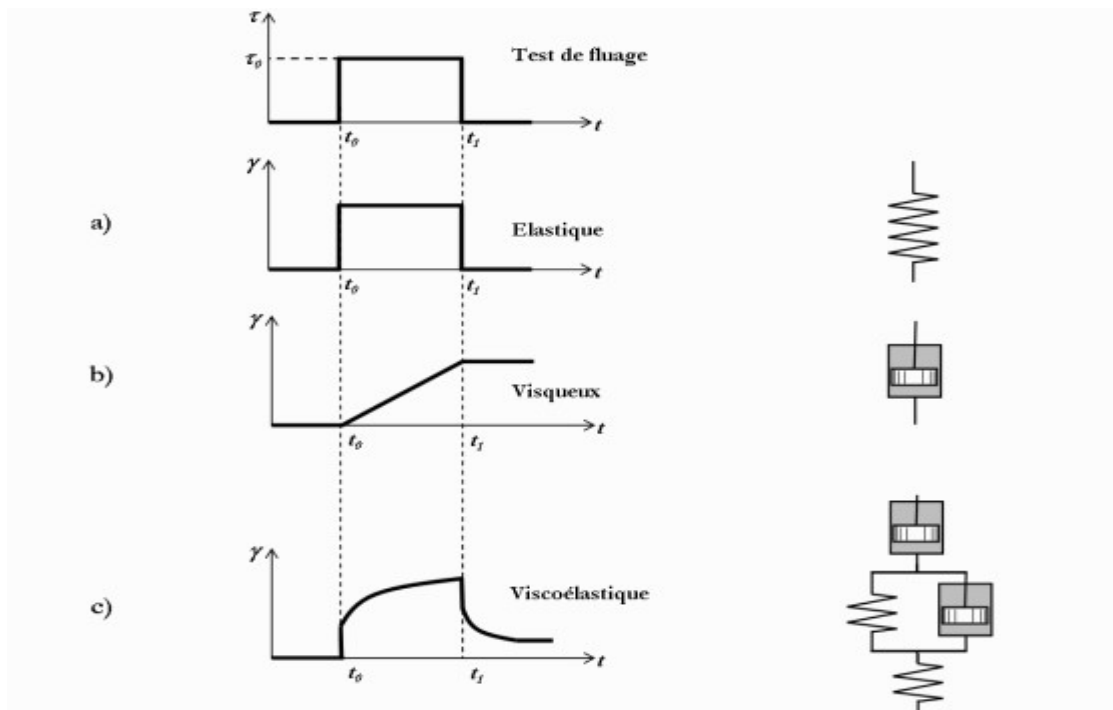 τ
τ₀
Test de fluage
t
t₀
t₁
γ
a)
Elastique
t
t₀
t₁
γ
b)
Visqueux
t
t₀
t₁
γ
c)
Viscoélastique
t
t₀
t₁